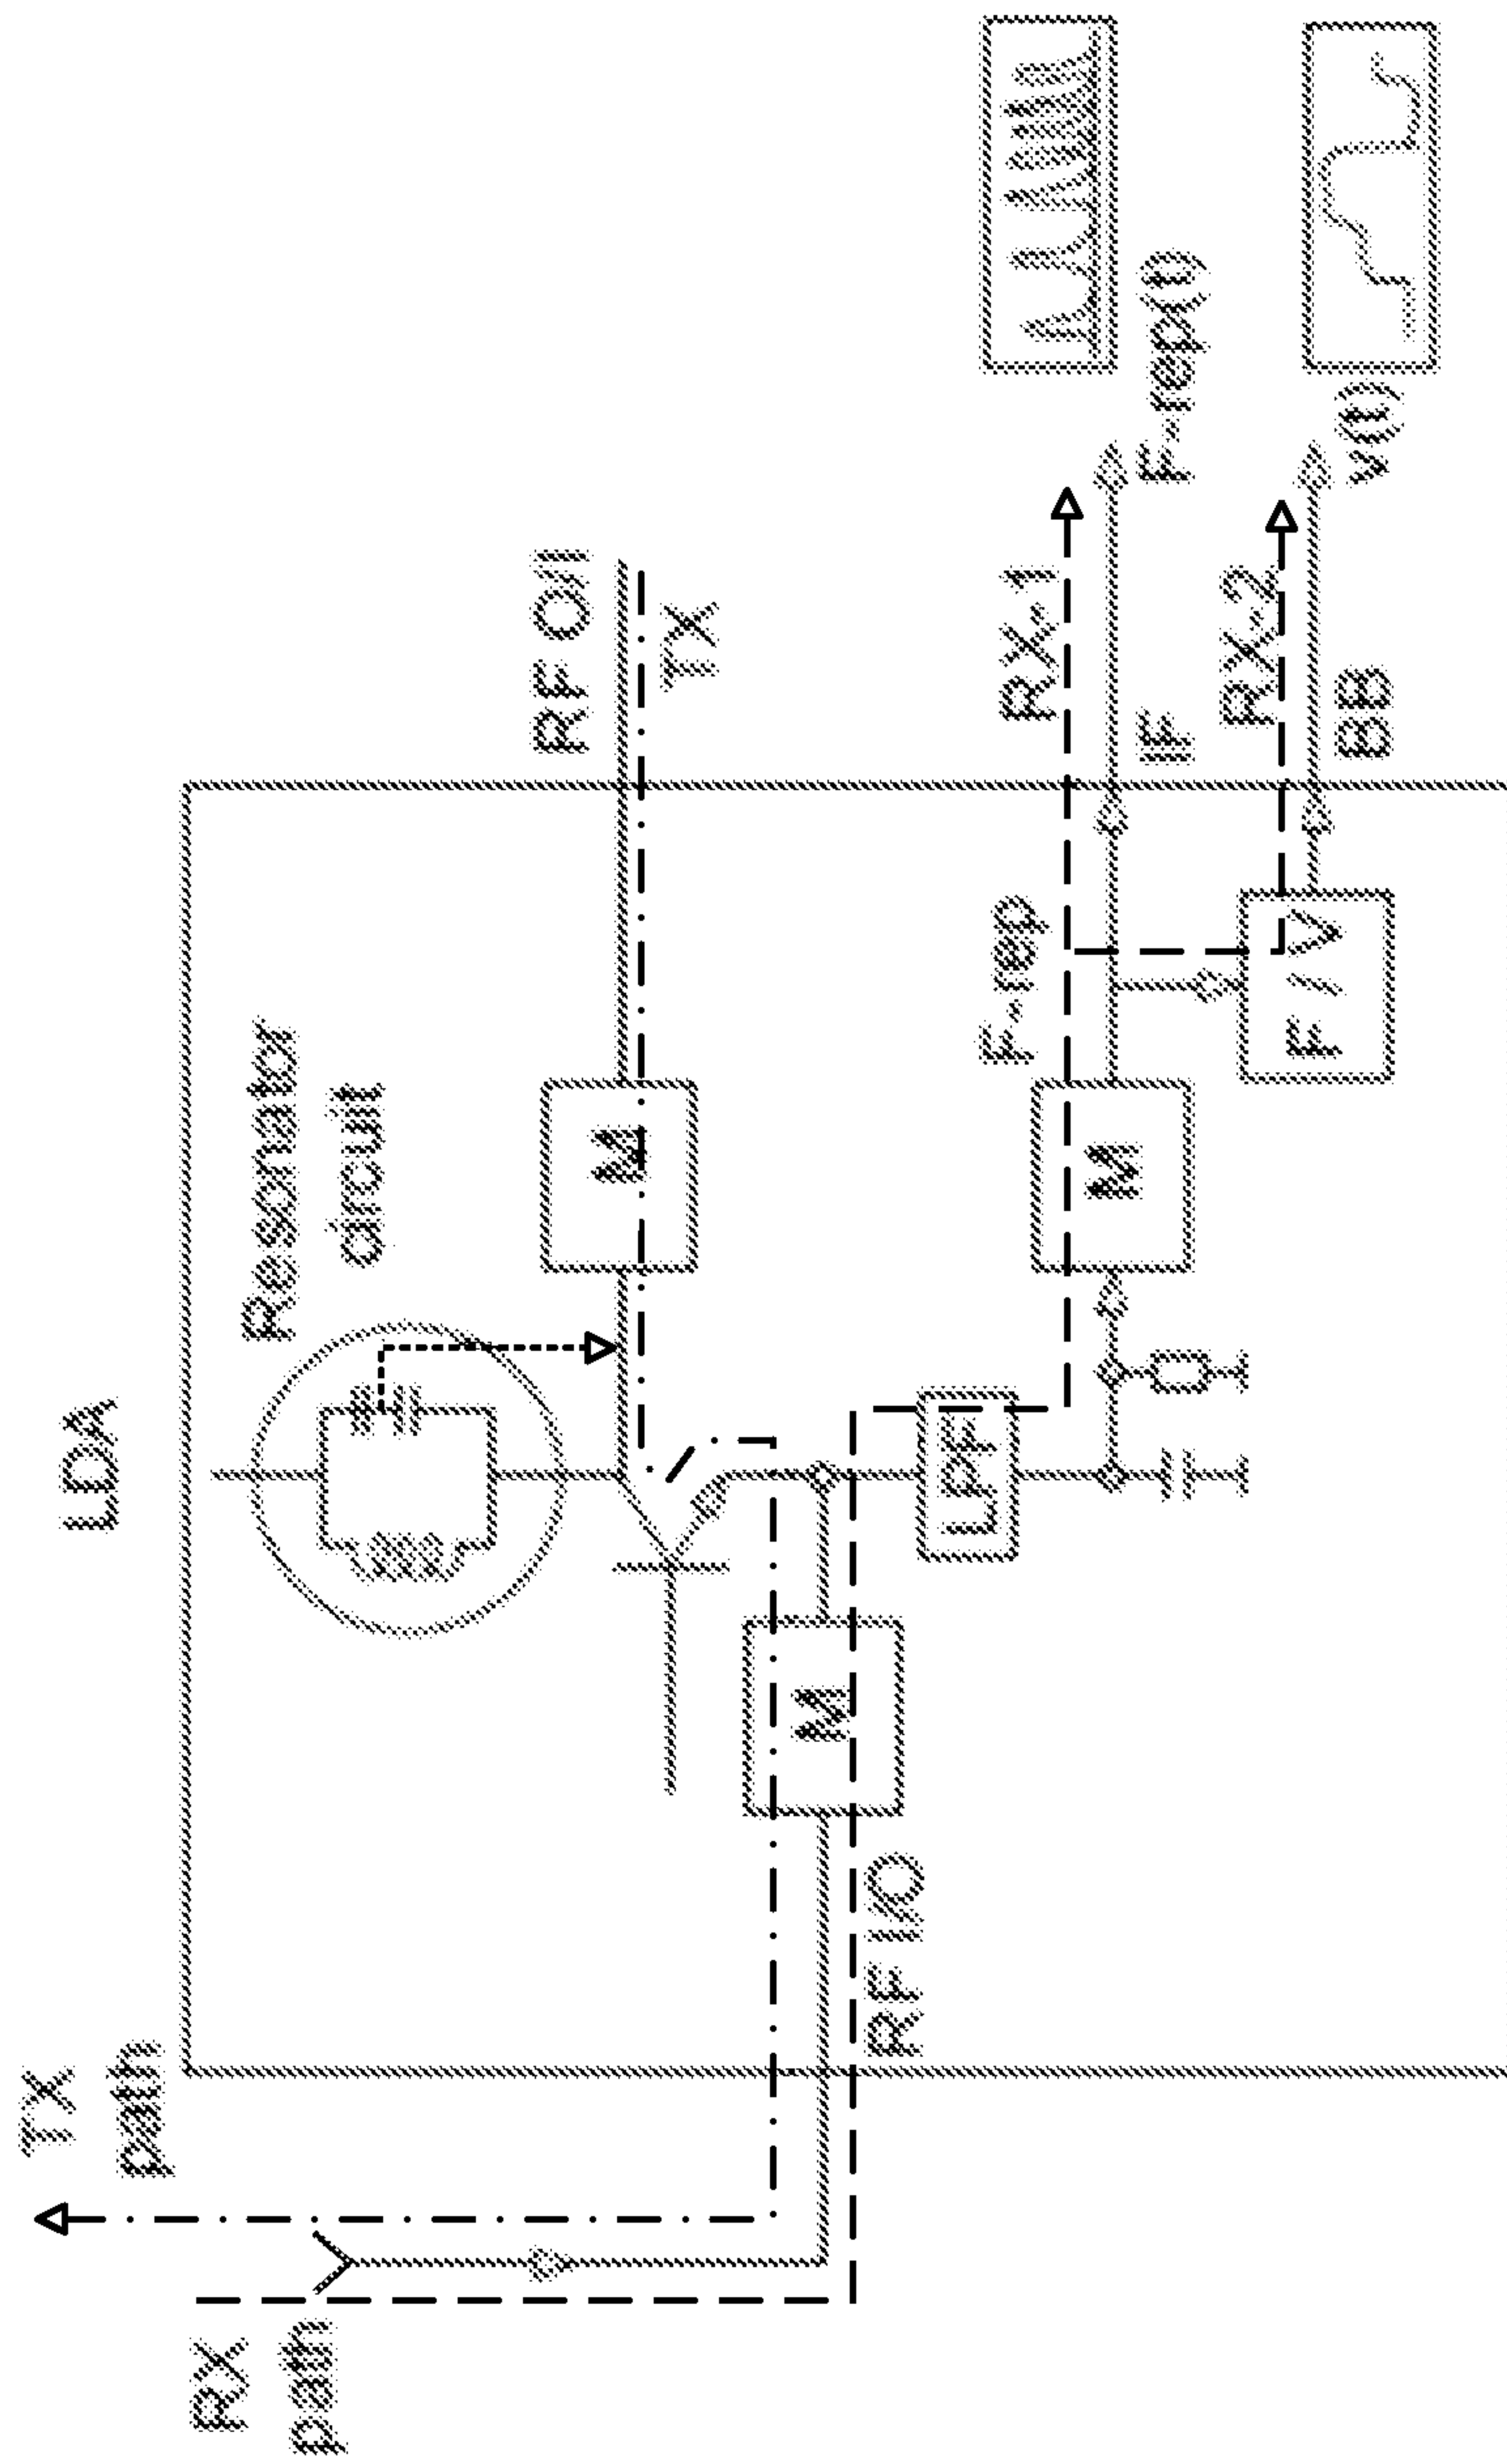 LDA
Resonator
circuit
RF O/I
TX
M
TX
path
RX
path
M
RF I/O
LPF
M
F-rep
F / V
RX-1
IF
F-rep(t)
RX-2
BB
v(t)